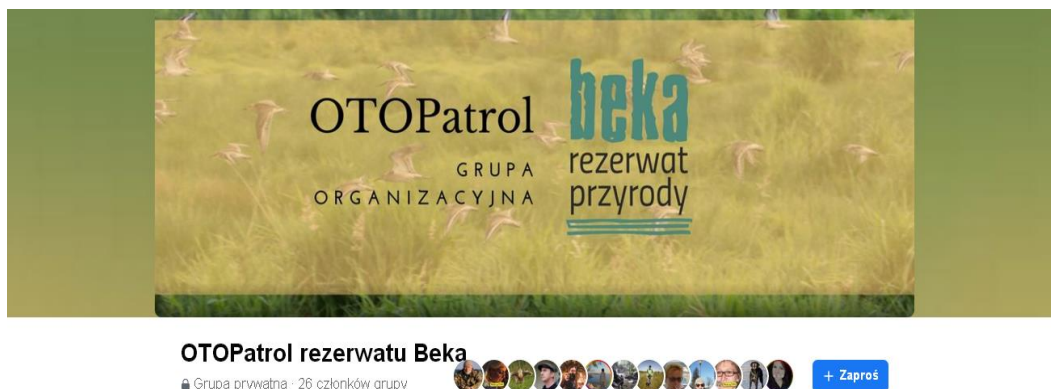 OTOPatrol
GRUPA
ORGANIZACYJNA
beka
rezerwat
przyrody
OTOPatrol rezerwatu Beka
Grupa prywatna · 26 członków grupy
+ Zaproś